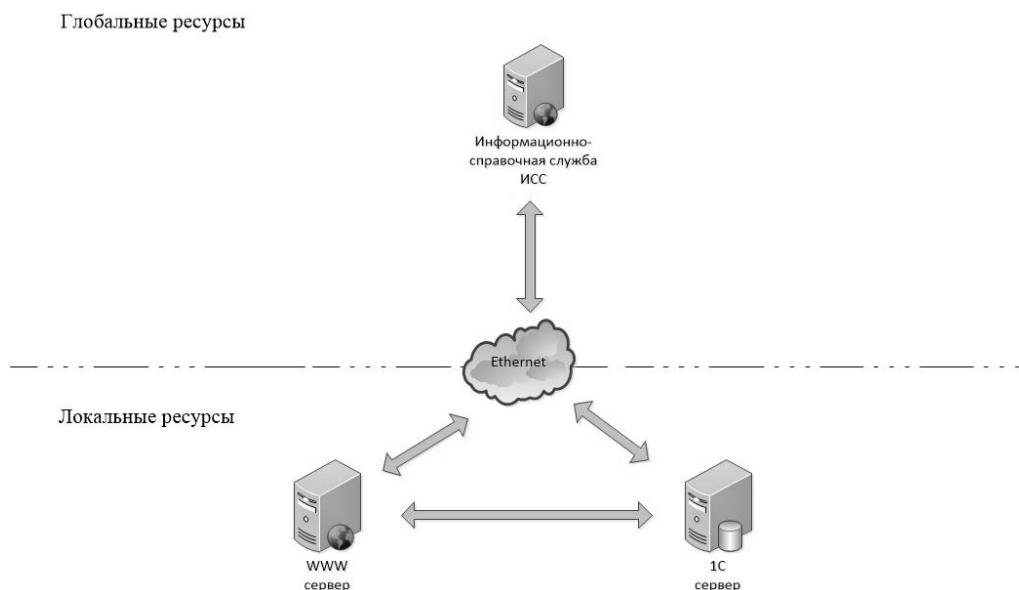 Глобальные ресурсы
Информационно-
справочная служба
ИСС
Ethernet
Локальные ресурсы
WWW
сервер
1С
сервер